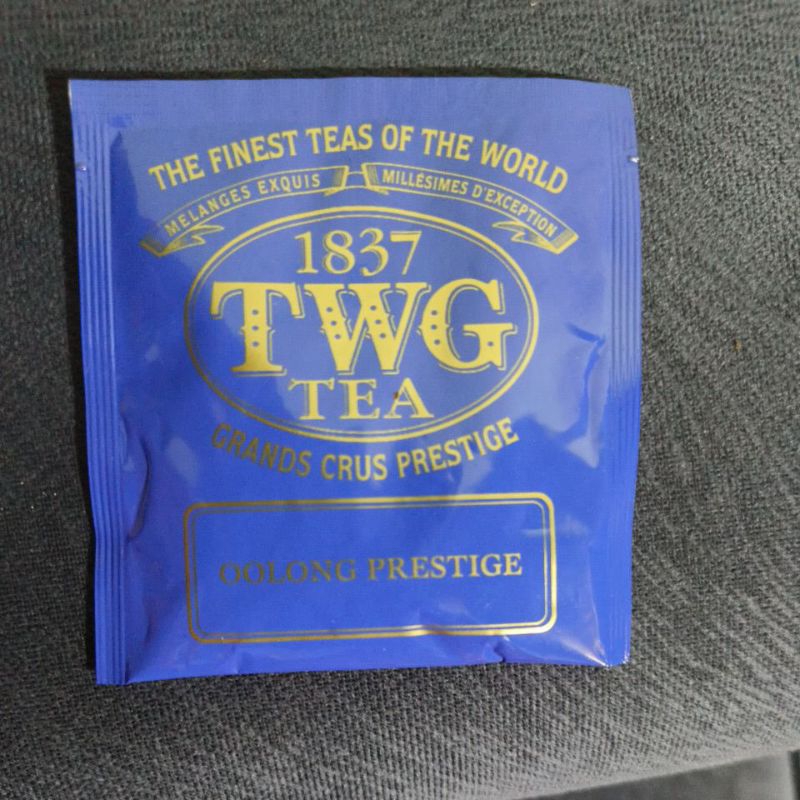 THE FINEST TEAS OF THE WORLD
MELANGES EXQUIS MILLÉSIMES D'EXCEPTION
1837
TWG
TEA
GRANDS CRUS PRESTIGE
OOLONG PRESTIGE